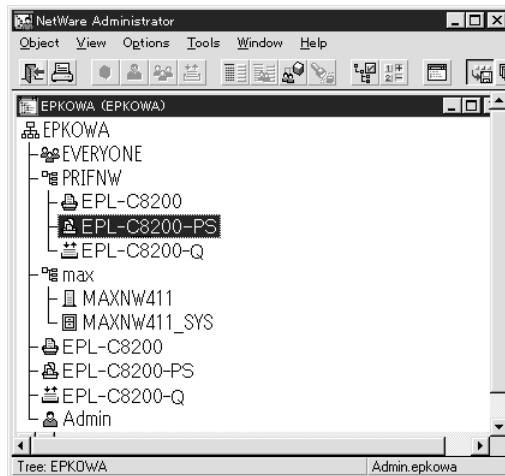 NetWare Administrator
Object View Options Tools Window Help
EPKOWA (EPKOWA)
EPKOWA
EVERYONE
PRIFNW
EPL-C8200
EPL-C8200-PS
EPL-C8200-Q
max
MAXNW411
MAXNW411_SYS
EPL-C8200
EPL-C8200-PS
EPL-C8200-Q
Admin
Tree: EPKOWA Admin.epkowa